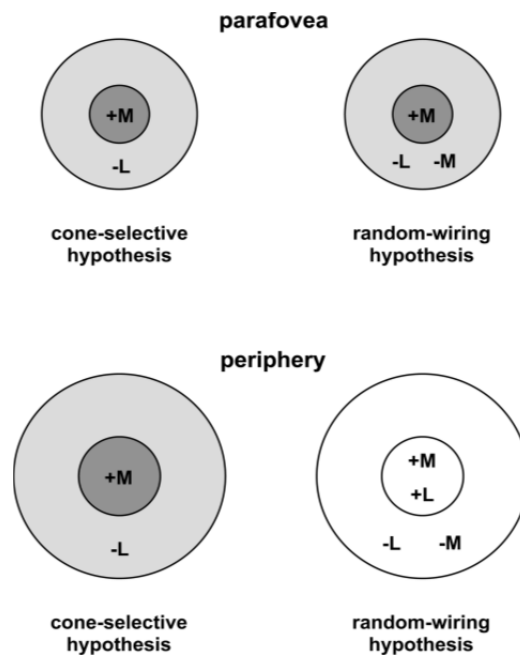 parafovea
+M
-L
+M
-L -M
cone-selective
hypothesis
random-wiring
hypothesis
periphery
+M
-L
+M
+L
-L -M
cone-selective
hypothesis
random-wiring
hypothesis